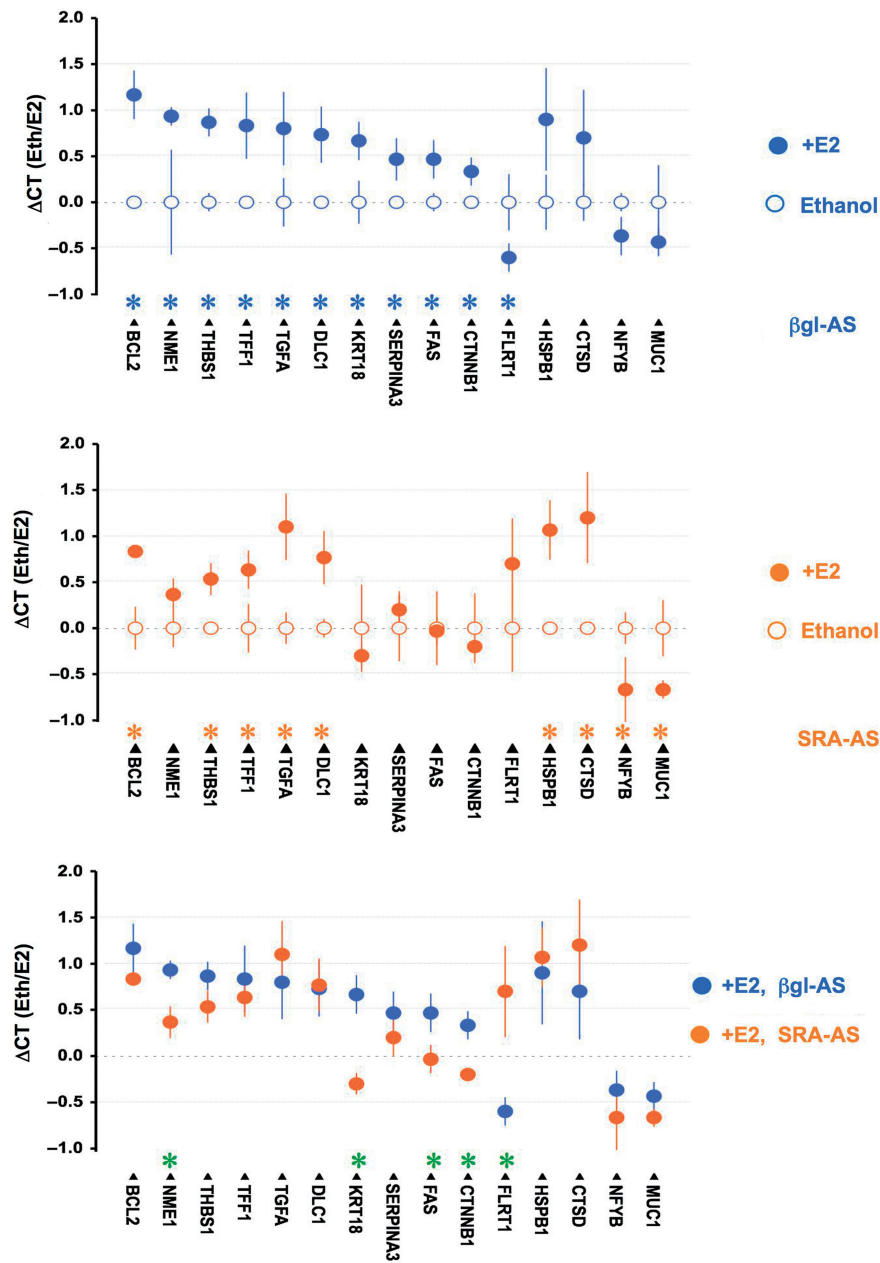 2.0
1.5
1.0
0.5
0.0
–0.5
–1.0
ΔCT (Eth/E2)
+E2
Ethanol
βgl-AS
* * * * * * * * * * *
BCL2
NME1
THBS1
TFF1
TGFA
DLC1
KRT18
SERPINA3
FAS
CTNNB1
FLRT1
HSPB1
CTSD
NFYB
MUC1
2.0
1.5
1.0
0.5
0.0
–0.5
–1.0
ΔCT (Eth/E2)
+E2
Ethanol
SRA-AS
* * * * * * * * *
BCL2
NME1
THBS1
TFF1
TGFA
DLC1
KRT18
SERPINA3
FAS
CTNNB1
FLRT1
HSPB1
CTSD
NFYB
MUC1
2.0
1.5
1.0
0.5
0.0
–0.5
–1.0
ΔCT (Eth/E2)
+E2, βgl-AS
+E2, SRA-AS
* * * * *
BCL2
NME1
THBS1
TFF1
TGFA
DLC1
KRT18
SERPINA3
FAS
CTNNB1
FLRT1
HSPB1
CTSD
NFYB
MUC1